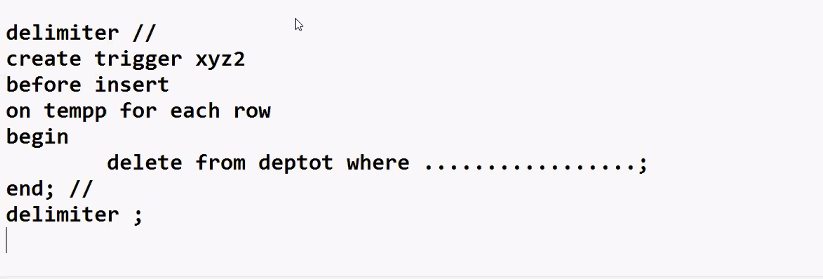 delimiter //
create trigger xyz2
before insert
on tempp for each row
begin
        delete from deptot where .................;
end; //
delimiter ;